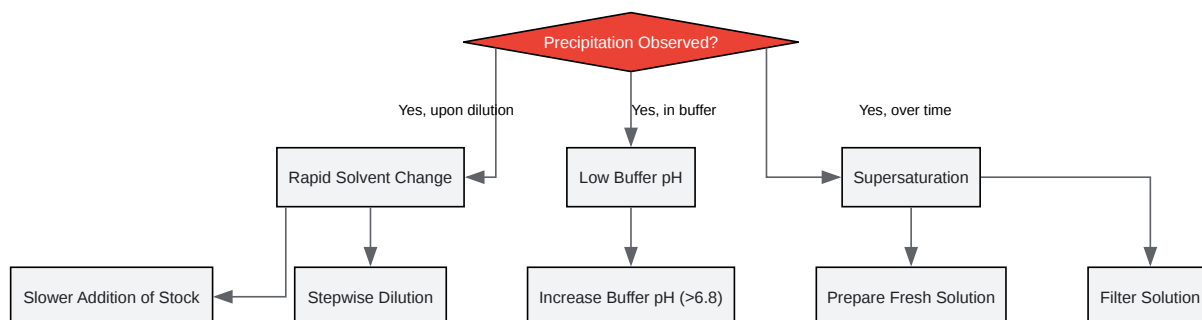 Precipitation Observed?
Yes, upon dilution
Yes, in buffer
Yes, over time
Rapid Solvent Change
Low Buffer pH
Supersaturation
Slower Addition of Stock
Stepwise Dilution
Increase Buffer pH (>6.8)
Prepare Fresh Solution
Filter Solution